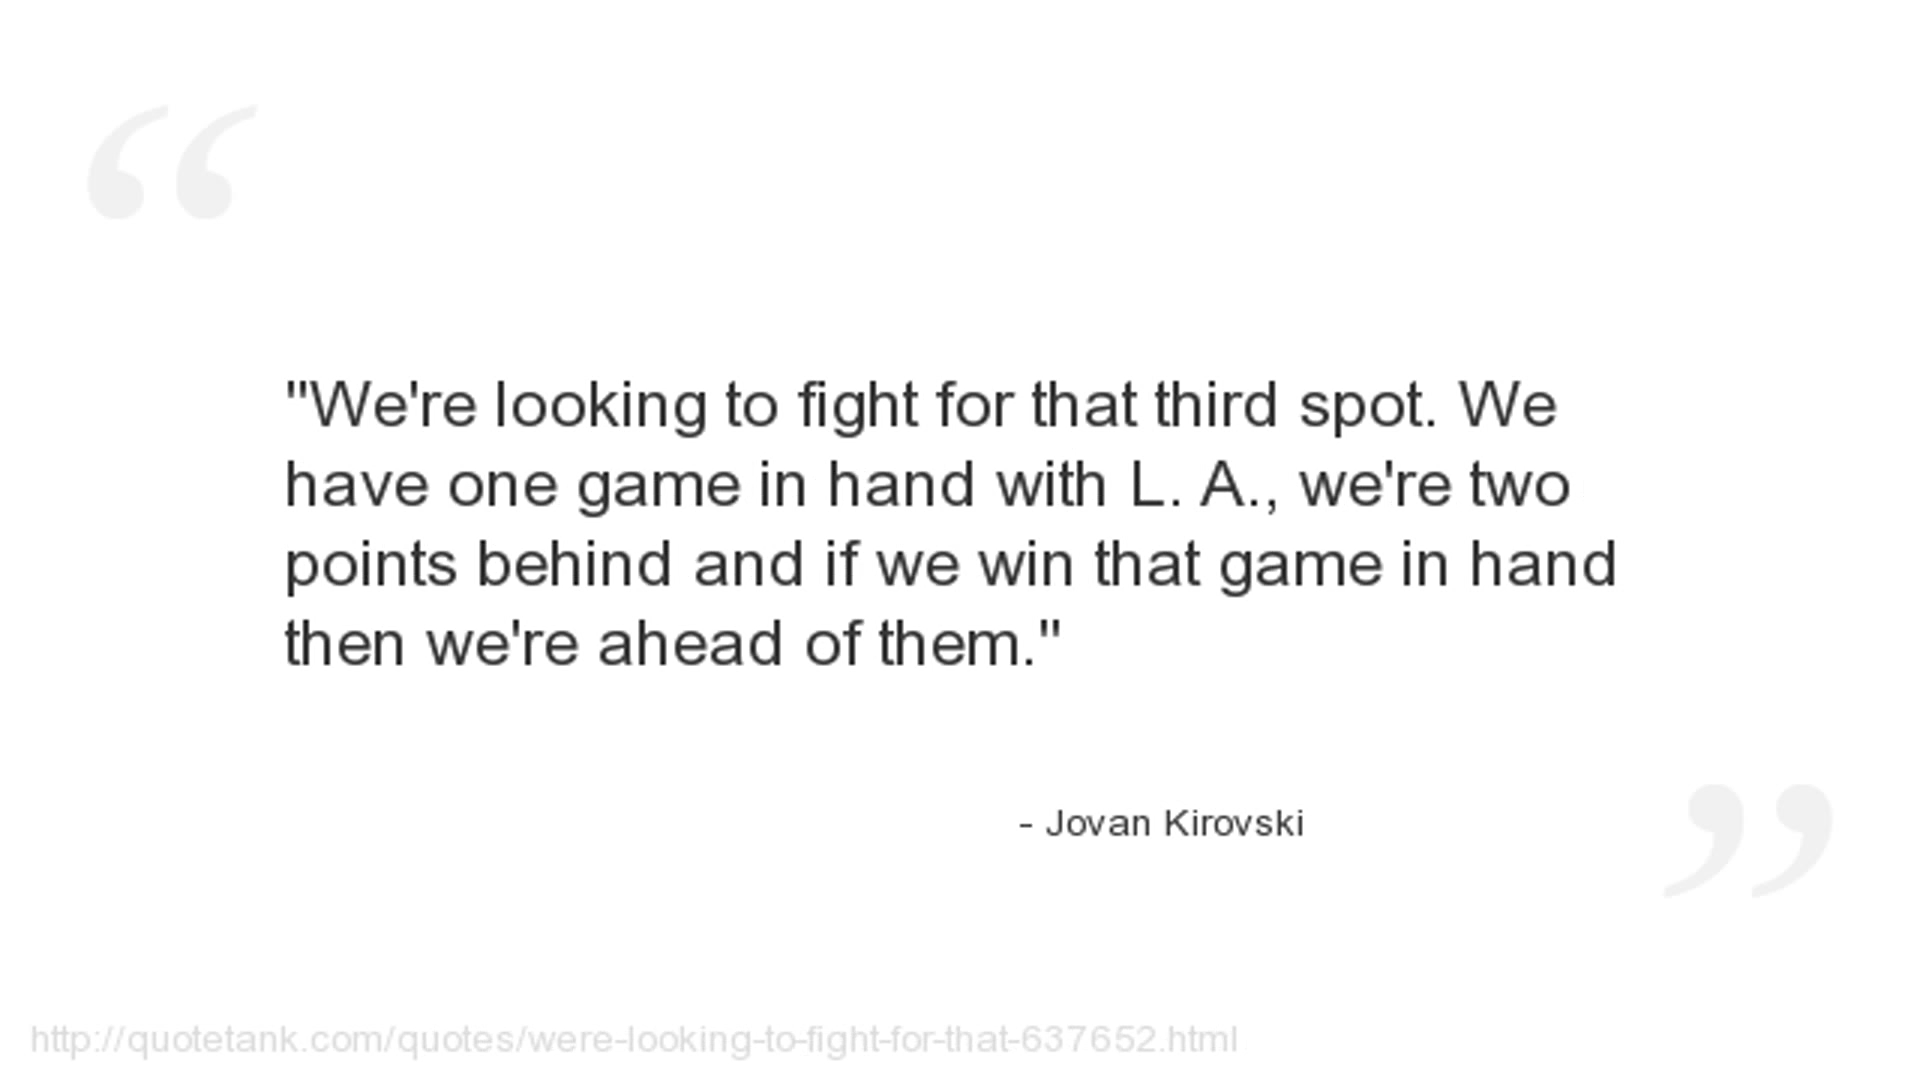 "We're looking to fight for that third spot. We
have one game in hand with L. A., we're two
points behind and if we win that game in hand
then we're ahead of them."
- Jovan Kirovski
http://quotetank.com/quotes/were-looking-to-fight-for-that-637652.html